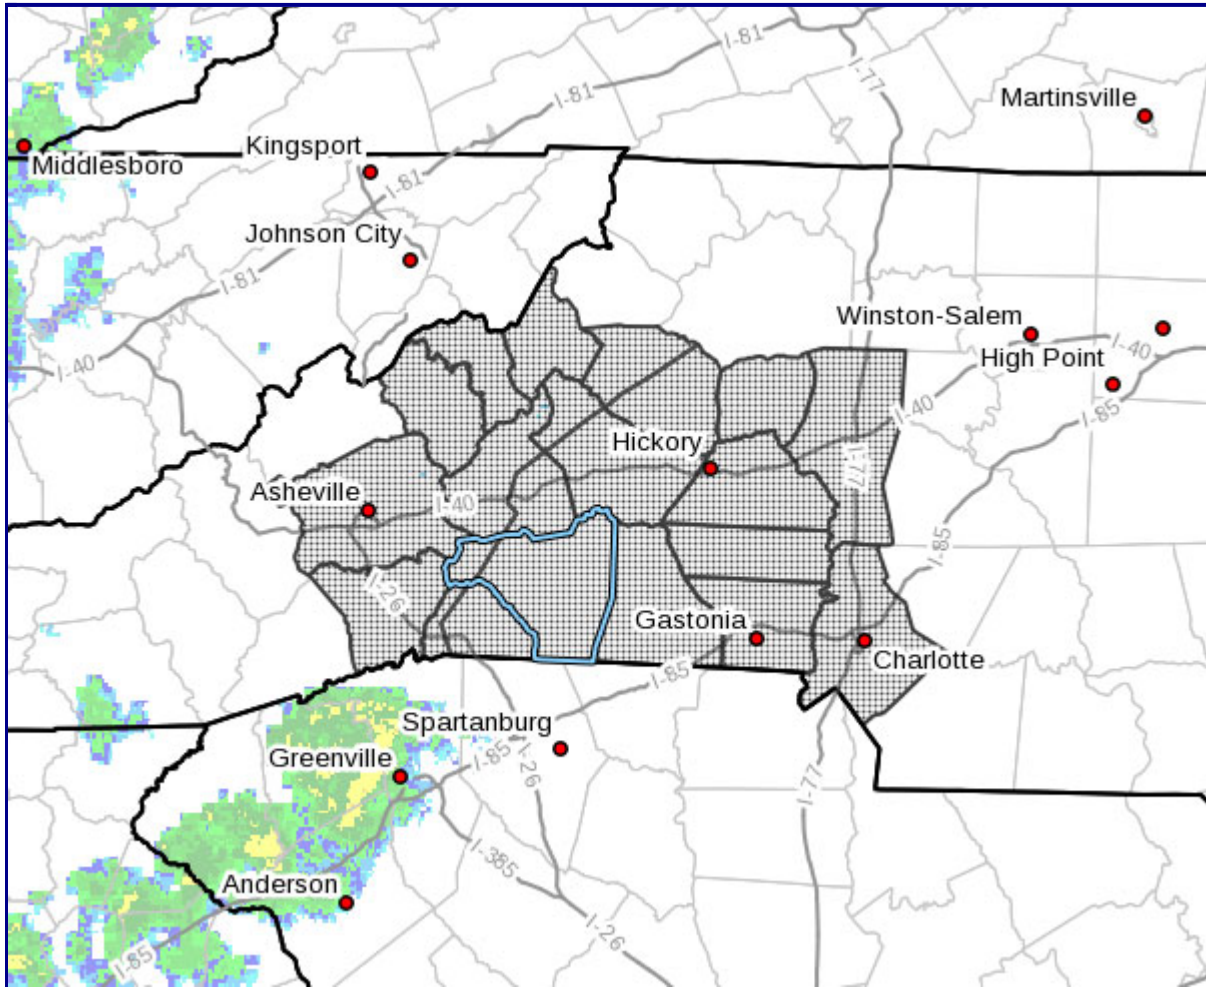 I-81
I-77
I-81
Martinsville
Kingsport
Middlesboro
I-81
Johnson City
I-81
Winston-Salem
I-40
High Point
I-40
I-85
I-40
Hickory
I-77
Asheville
I-40
I-85
I-26
Gastonia
Charlotte
I-85
Spartanburg
Greenville
I-85
I-26
I-77
I-385
Anderson
I-26
I-85